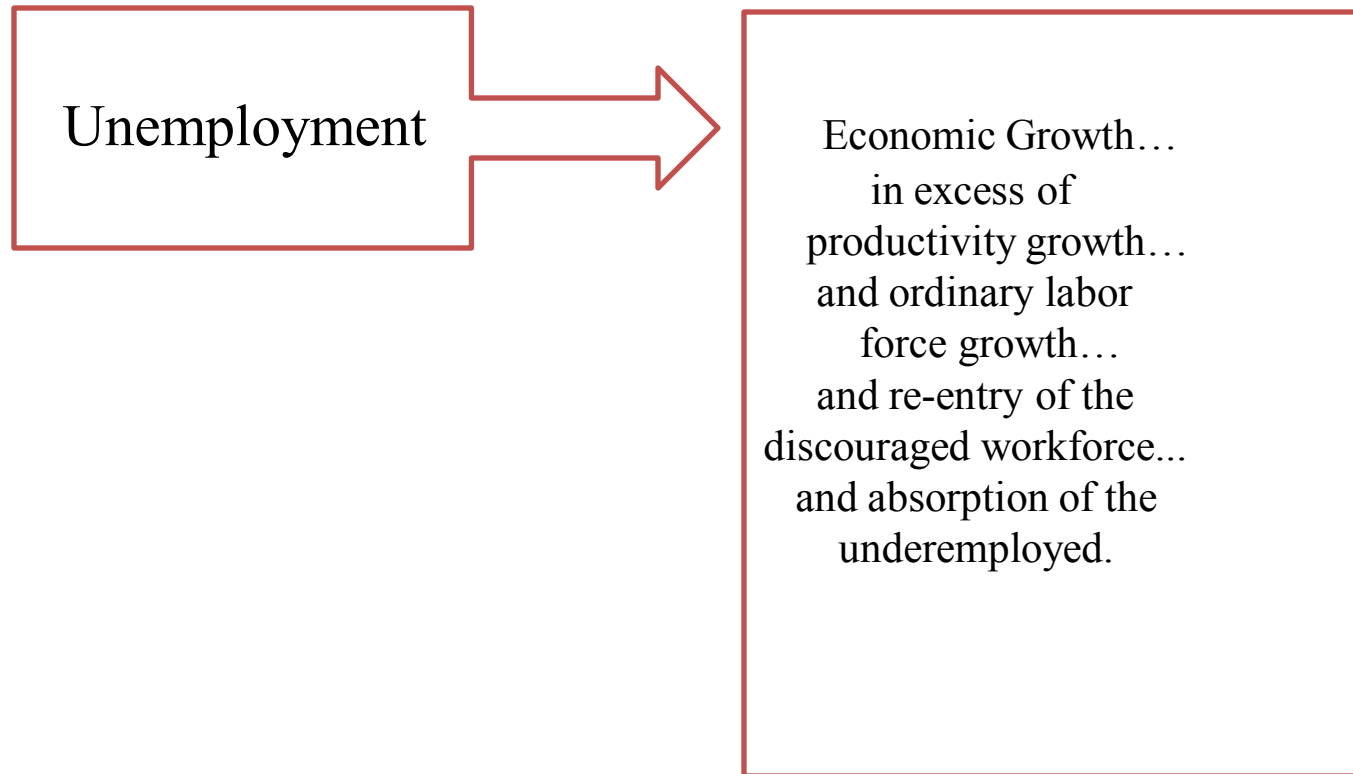 Unemployment
Economic Growth…
in excess of
productivity growth…
and ordinary labor
force growth…
and re-entry of the
discouraged workforce...
and absorption of the
underemployed.